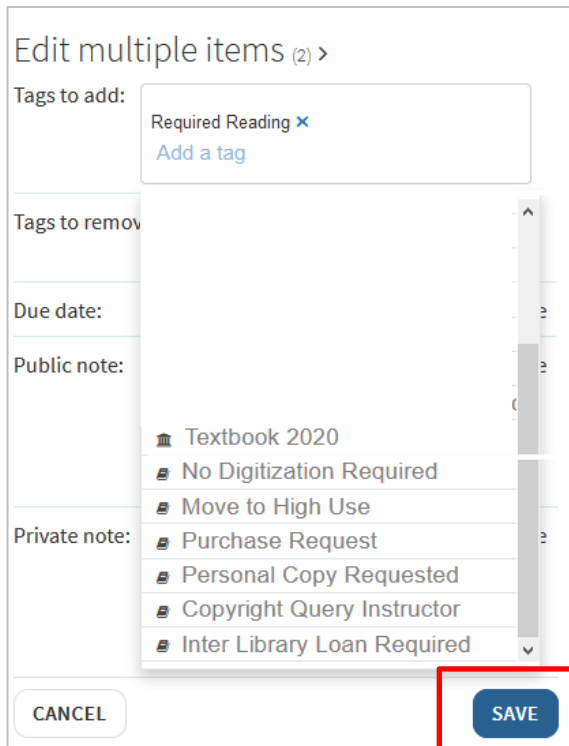 Edit multiple items (2) >
Tags to add:
Required Reading ×
Add a tag
Tags to remov
Due date:
Public note:
Textbook 2020
No Digitization Required
Move to High Use
Purchase Request
Private note:
Personal Copy Requested
Copyright Query Instructor
Inter Library Loan Required
CANCEL
SAVE